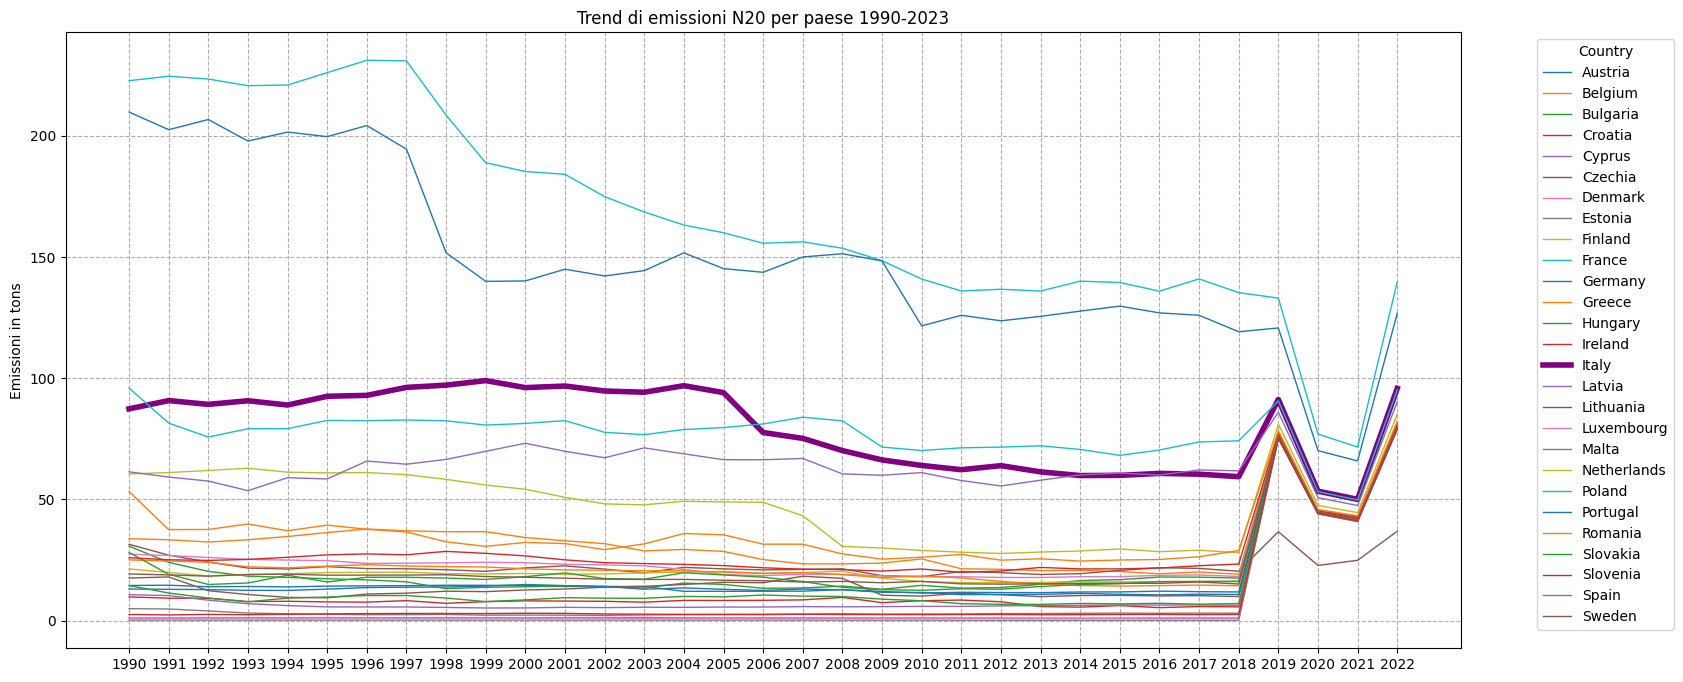 Trend di emissioni N20 per paese 1990-2023
Emissioni in tons
200
150
100
50
0
1990 1991 1992 1993 1994 1995 1996 1997 1998 1999 2000 2001 2002 2003 2004 2005 2006 2007 2008 2009 2010 2011 2012 2013 2014 2015 2016 2017 2018 2019 2020 2021 2022
Country
Austria
Belgium
Bulgaria
Croatia
Cyprus
Czechia
Denmark
Estonia
Finland
France
Germany
Greece
Hungary
Ireland
Italy
Latvia
Lithuania
Luxembourg
Malta
Netherlands
Poland
Portugal
Romania
Slovakia
Slovenia
Spain
Sweden